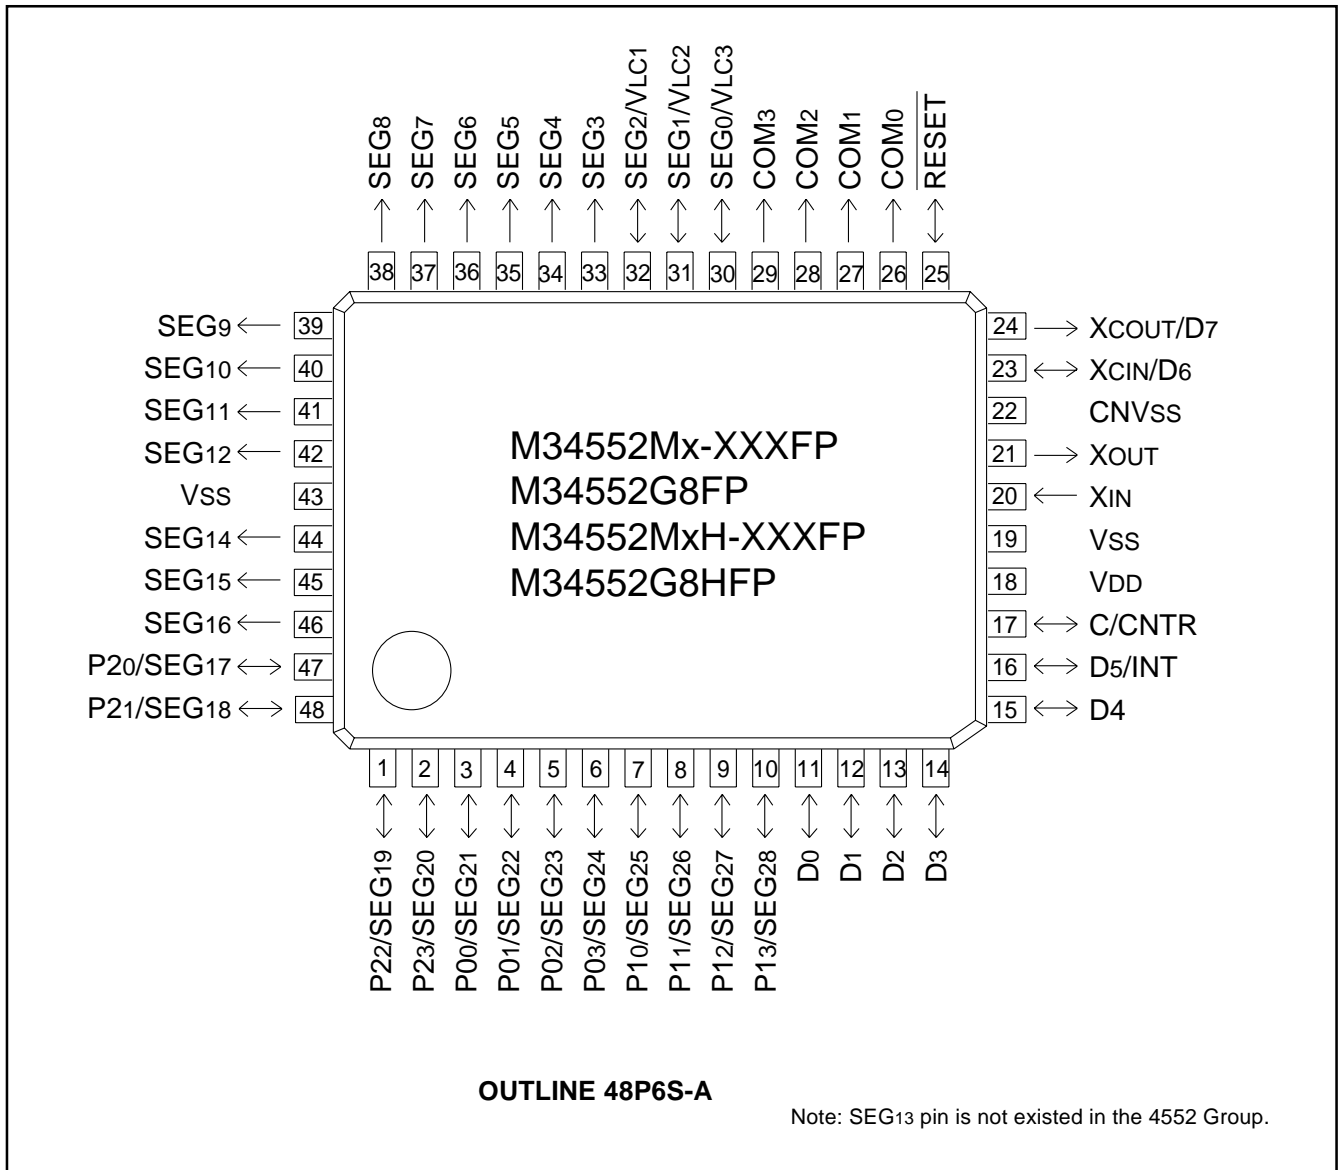 SEG8
SEG7
SEG6
SEG5
SEG4
SEG3
SEG2/VLC1
SEG1/VLC2
SEG0/VLC3
COM3
COM2
COM1
COM0
RESET
38
37
36
35
34
33
32
31
30
29
28
27
26
25
SEG9 39
SEG10 40
SEG11 41
SEG12 42
VSS 43
SEG14 44
SEG15 45
SEG16 46
P20/SEG17 47
P21/SEG18 48
M34552Mx-XXXFP
M34552G8FP
M34552MxH-XXXFP
M34552G8HFP
24 XCOUT/D7
23 XCIN/D6
22 CNVSS
21 XOUT
20 XIN
19 VSS
18 VDD
17 C/CNTR
16 D5/INT
15 D4
1
2
3
4
5
6
7
8
9
10
11
12
13
14
P22/SEG19
P23/SEG20
P00/SEG21
P01/SEG22
P02/SEG23
P03/SEG24
P10/SEG25
P11/SEG26
P12/SEG27
P13/SEG28
D0
D1
D2
D3
OUTLINE 48P6S-A
Note: SEG13 pin is not existed in the 4552 Group.